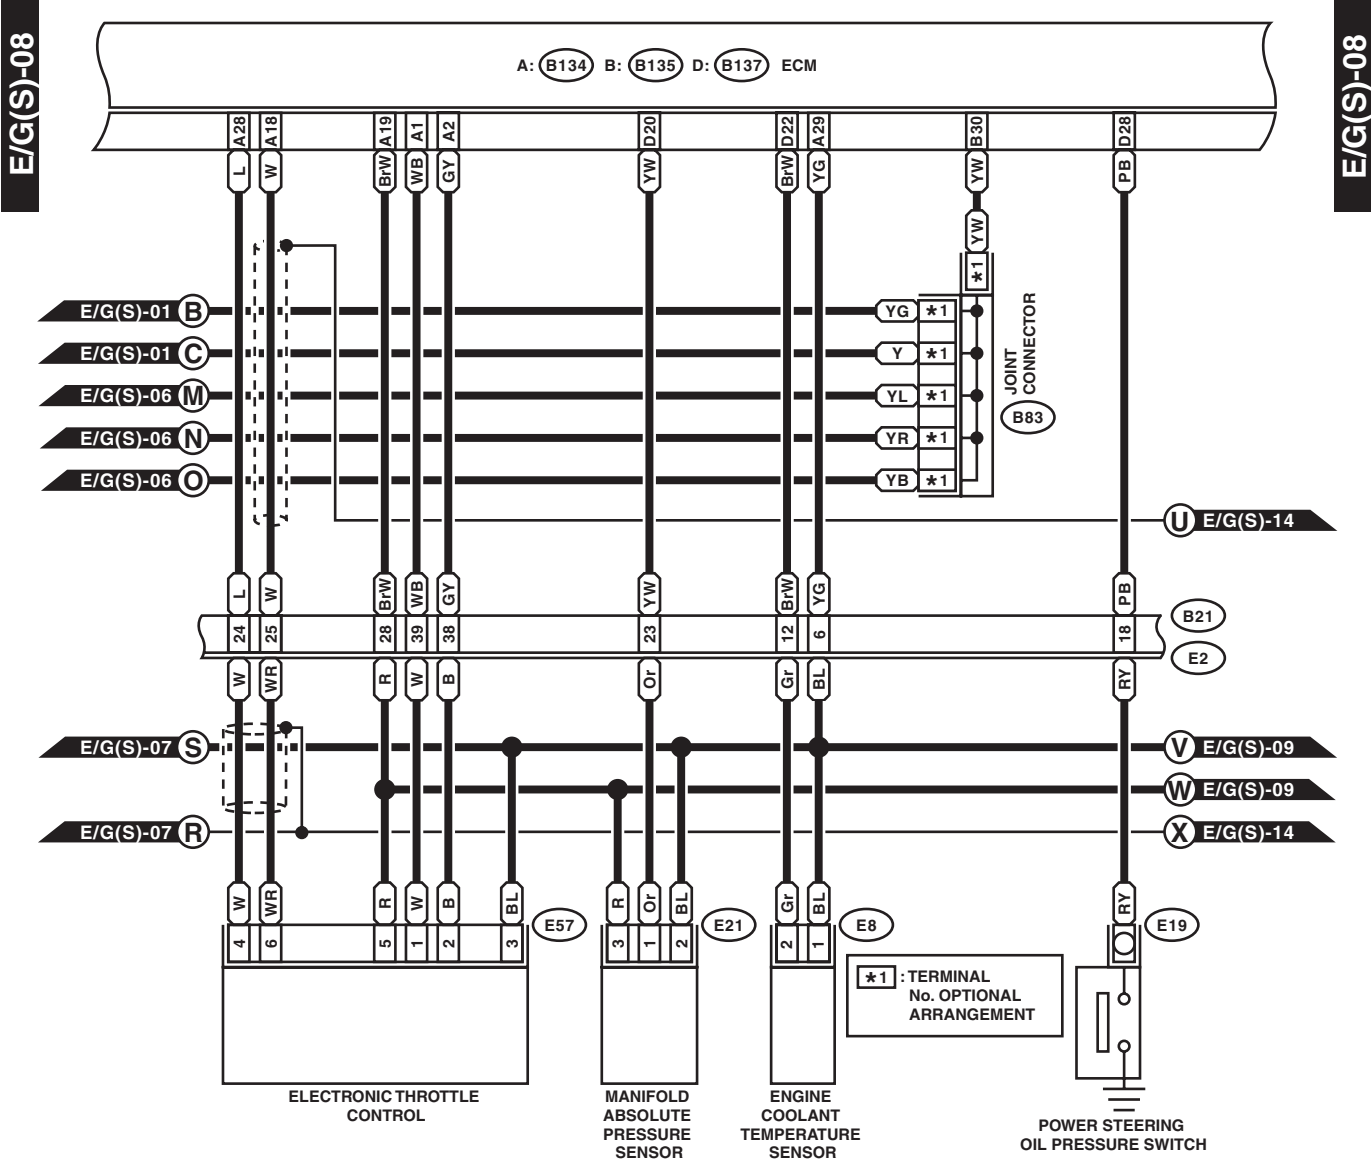 E/G(S)-08
E/G(S)-08
A: B134 B: B135 D: B137 ECM
A28 A18 A19 A1 A2 D20 D22 A29 B30 D28
L W BrW WB GY YW BrW YG YW PB
YW
*1
E/G(S)-01 B YG *1
E/G(S)-01 C Y *1
E/G(S)-06 M YL *1
E/G(S)-06 N YR *1
E/G(S)-06 O YB *1
JOINT
CONNECTOR
B83
U E/G(S)-14
L W BrW WB GY YW BrW YG PB
24 25 28 39 38 23 12 6 18
B21
E2
W WR R W B Or Gr BL RY
E/G(S)-07 S V E/G(S)-09
W E/G(S)-09
E/G(S)-07 R X E/G(S)-14
W WR R W B BL R Or BL Gr BL RY
E57 E21 E8 E19
4 6 5 1 2 3 3 1 2 2 1
*1 : TERMINAL
No. OPTIONAL
ARRANGEMENT
ELECTRONIC THROTTLE
CONTROL
MANIFOLD
ABSOLUTE
PRESSURE
SENSOR
ENGINE
COOLANT
TEMPERATURE
SENSOR
POWER STEERING
OIL PRESSURE SWITCH